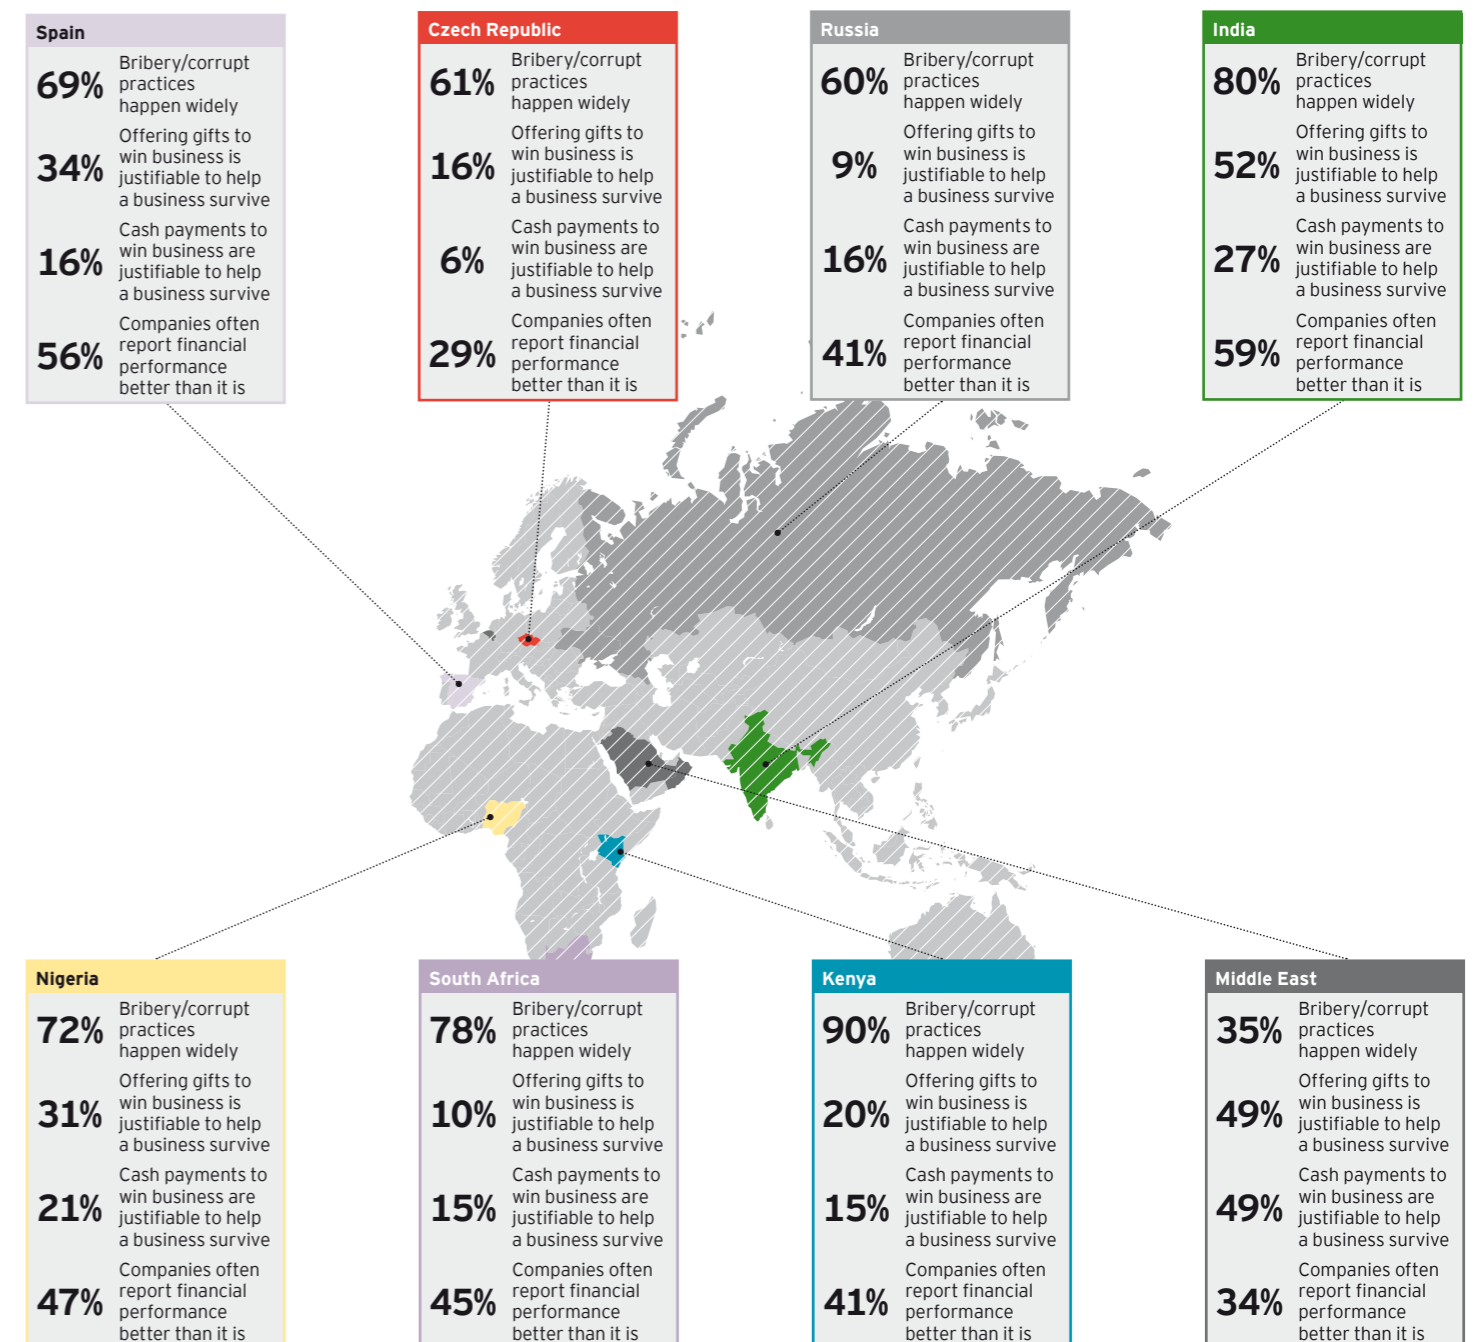 Spain
69%
Bribery/corrupt
practices
happen widely
34%
Offering gifts to
win business is
justifiable to help
a business survive
16%
Cash payments to
win business are
justifiable to help
a business survive
56%
Companies often
report financial
performance
better than it is
Czech Republic
61%
Bribery/corrupt
practices
happen widely
16%
Offering gifts to
win business is
justifiable to help
a business survive
6%
Cash payments to
win business are
justifiable to help
a business survive
29%
Companies often
report financial
performance
better than it is
Russia
60%
Bribery/corrupt
practices
happen widely
9%
Offering gifts to
win business is
justifiable to help
a business survive
16%
Cash payments to
win business are
justifiable to help
a business survive
41%
Companies often
report financial
performance
better than it is
India
80%
Bribery/corrupt
practices
happen widely
52%
Offering gifts to
win business is
justifiable to help
a business survive
27%
Cash payments to
win business are
justifiable to help
a business survive
59%
Companies often
report financial
performance
better than it is
Nigeria
72%
Bribery/corrupt
practices
happen widely
31%
Offering gifts to
win business is
justifiable to help
a business survive
21%
Cash payments to
win business are
justifiable to help
a business survive
47%
Companies often
report financial
performance
better than it is
South Africa
78%
Bribery/corrupt
practices
happen widely
10%
Offering gifts to
win business is
justifiable to help
a business survive
15%
Cash payments to
win business are
justifiable to help
a business survive
45%
Companies often
report financial
performance
better than it is
Kenya
90%
Bribery/corrupt
practices
happen widely
20%
Offering gifts to
win business is
justifiable to help
a business survive
15%
Cash payments to
win business are
justifiable to help
a business survive
41%
Companies often
report financial
performance
better than it is
Middle East
35%
Bribery/corrupt
practices
happen widely
49%
Offering gifts to
win business is
justifiable to help
a business survive
49%
Cash payments to
win business are
justifiable to help
a business survive
34%
Companies often
report financial
performance
better than it is